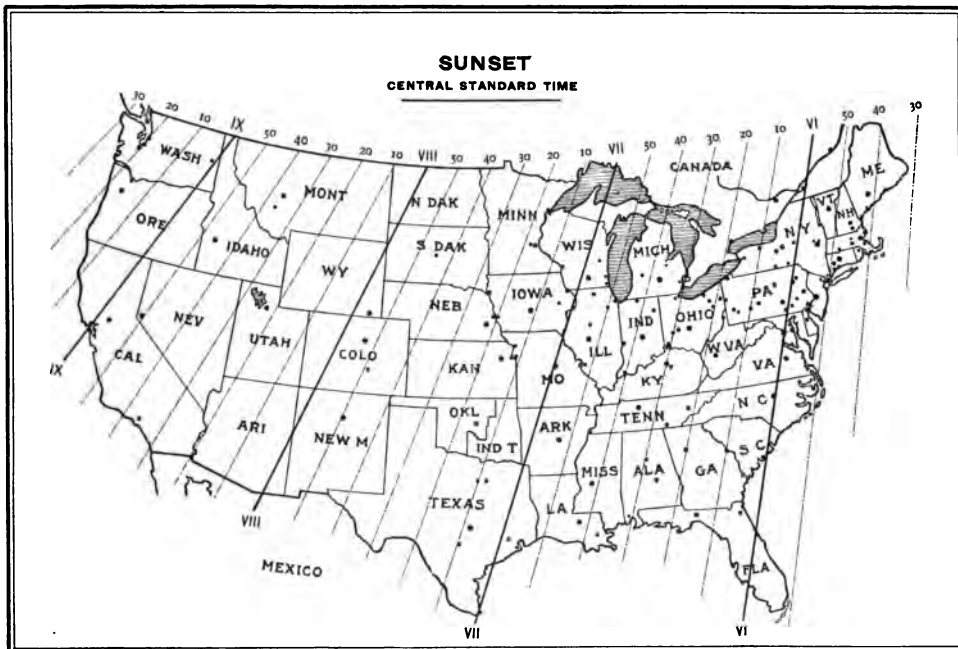 SUNSET
CENTRAL STANDARD TIME
30 20 10 IX 50 40 30 20 10 VIII 50 40 30 20 10 VII 50 40 30 20 10 VI 50 40 30
CANADA
WASH
MONT
N DAK
MINN
ME
VT
NH
ORE
IDAHO
S DAK
WIS
MICH
N Y
WY
IOWA
PA
NEB
NEV
UTAH
COLO
ILL
IND
OHIO
W VA
VA
CAL
KAN
MO
KY
IX
N C
ARI
NEW M
OKL
IND T
ARK
TENN
S C
MISS
ALA
GA
TEXAS
LA
VIII
MEXICO
FLA
VII
VI